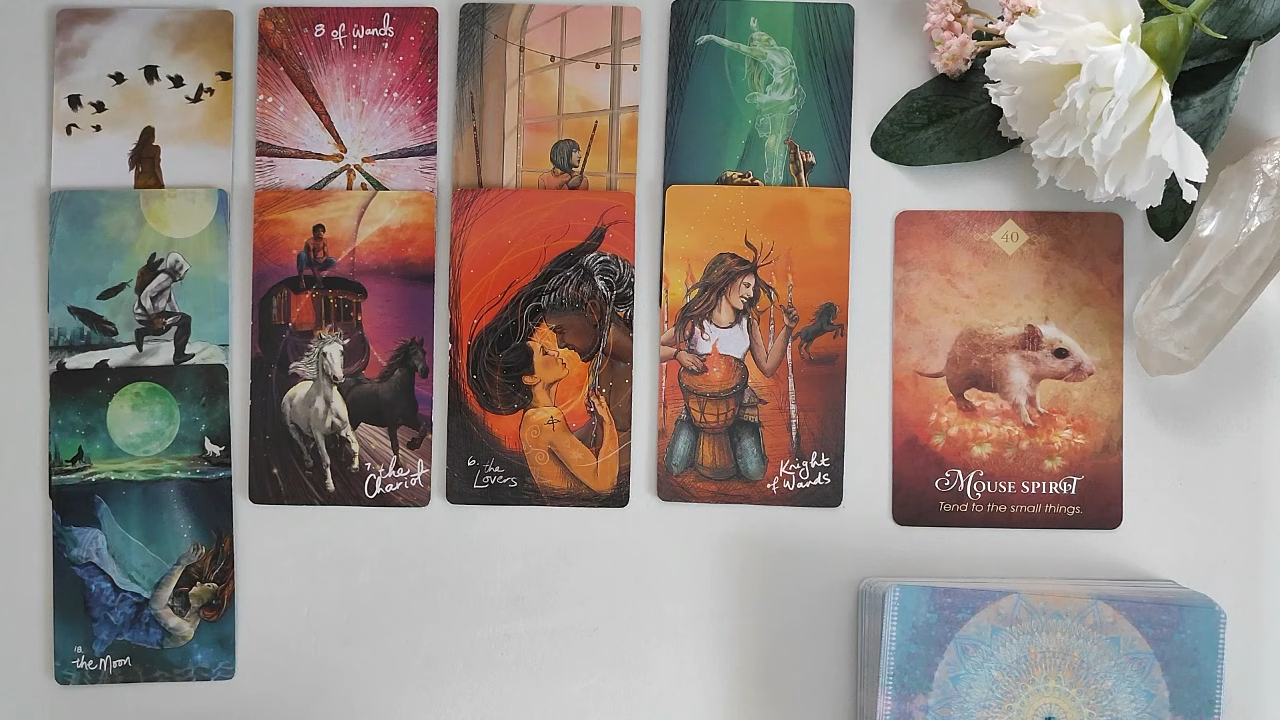 8 of Wands
7. the
Chariot
6. the
Lovers
Knight
of Wands
40
MOUSE SPIRIT
Tend to the small things.
18.
the Moon